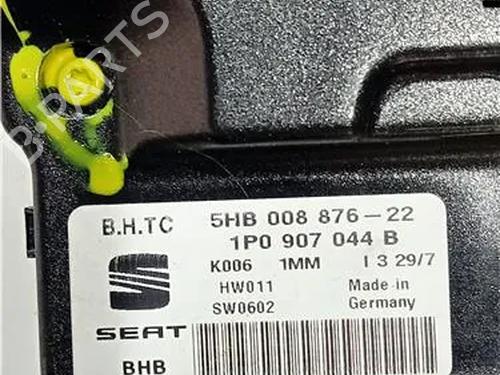 B-PARTS
B.H.T.C 5HB 008 876-22
1P0 907 044 B
K006 1MM I 3 29/7
HW011 Made in
SW0602 Germany
SEAT
BHB